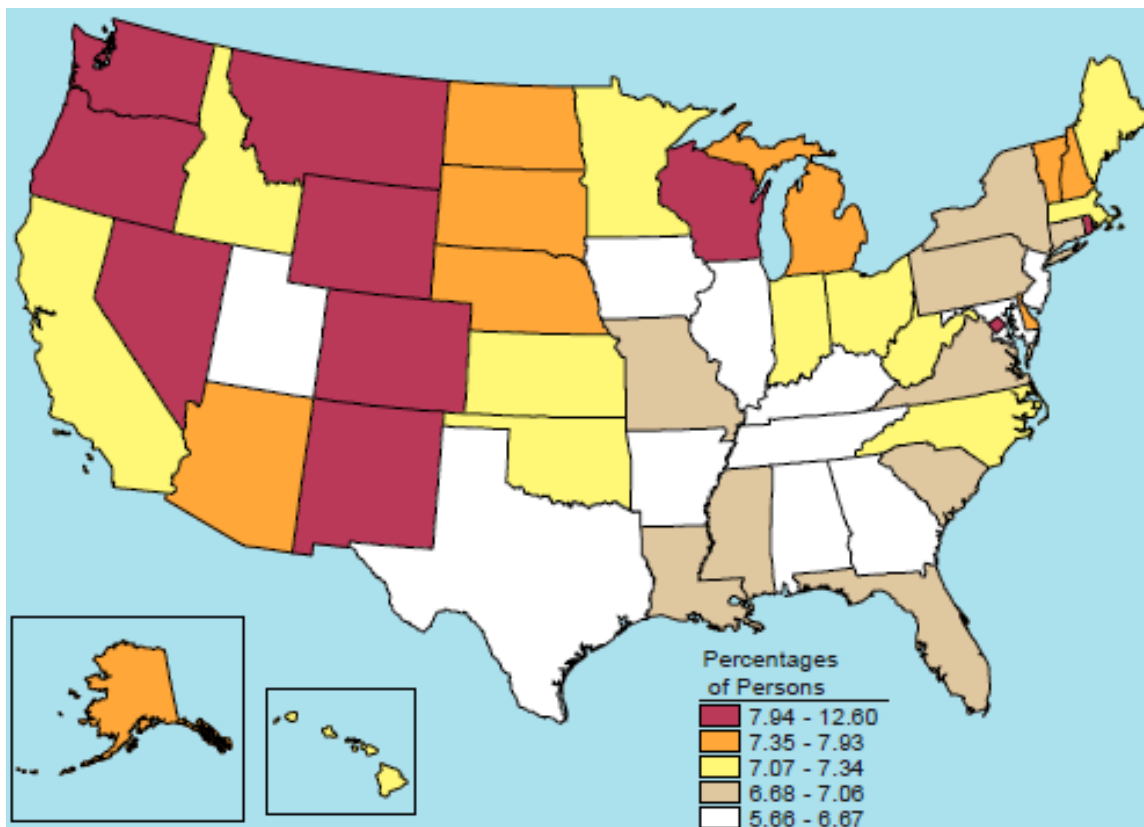 Percentages
of Persons
7.94 - 12.60
7.35 - 7.93
7.07 - 7.34
6.68 - 7.06
5.66 - 6.67